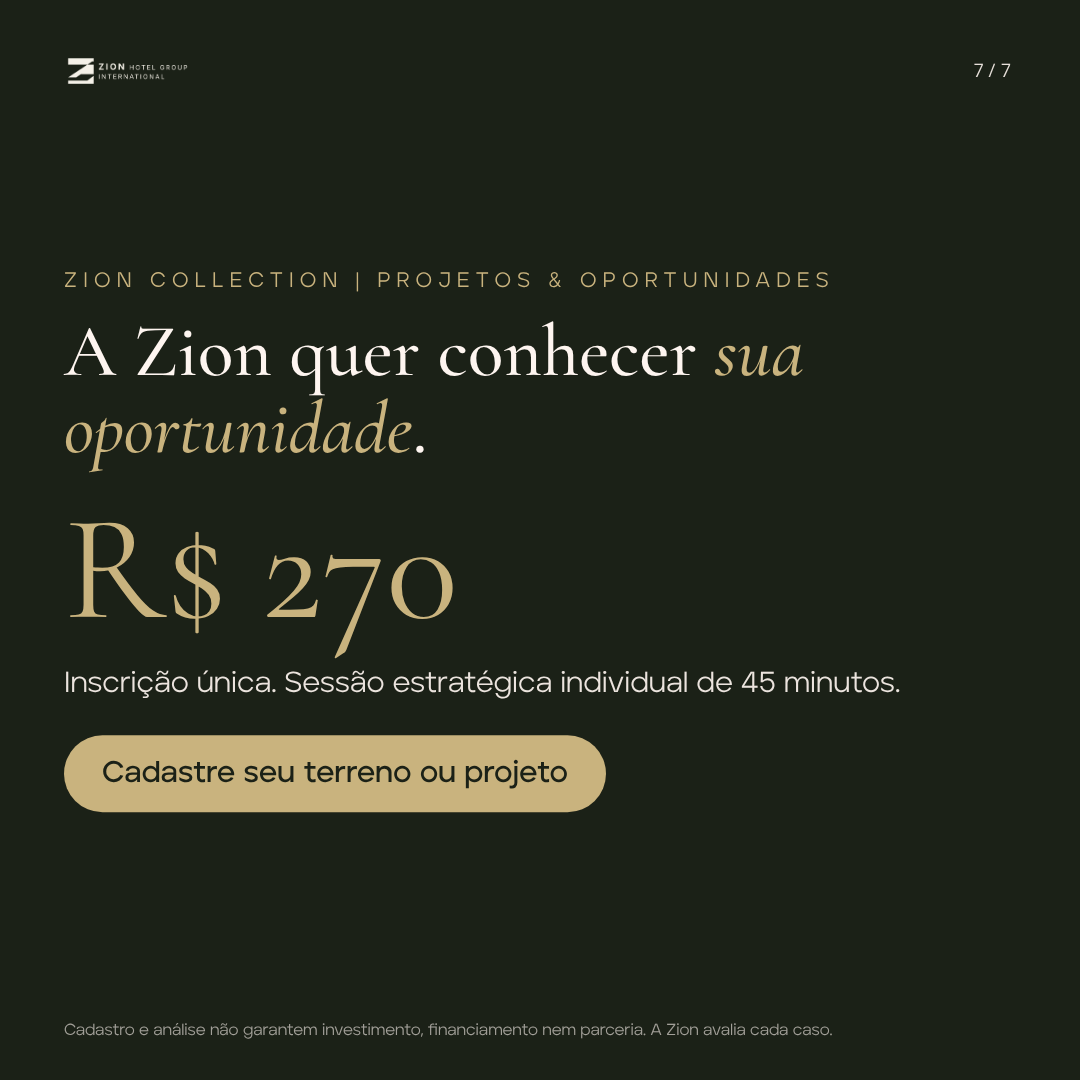 ZION HOTEL GROUP
INTERNATIONAL
7 / 7
ZION COLLECTION | PROJETOS & OPORTUNIDADES
A Zion quer conhecer sua
oportunidade.
R$ 270
Inscrição única. Sessão estratégica individual de 45 minutos.
Cadastre seu terreno ou projeto
Cadastro e análise não garantem investimento, financiamento nem parceria. A Zion avalia cada caso.